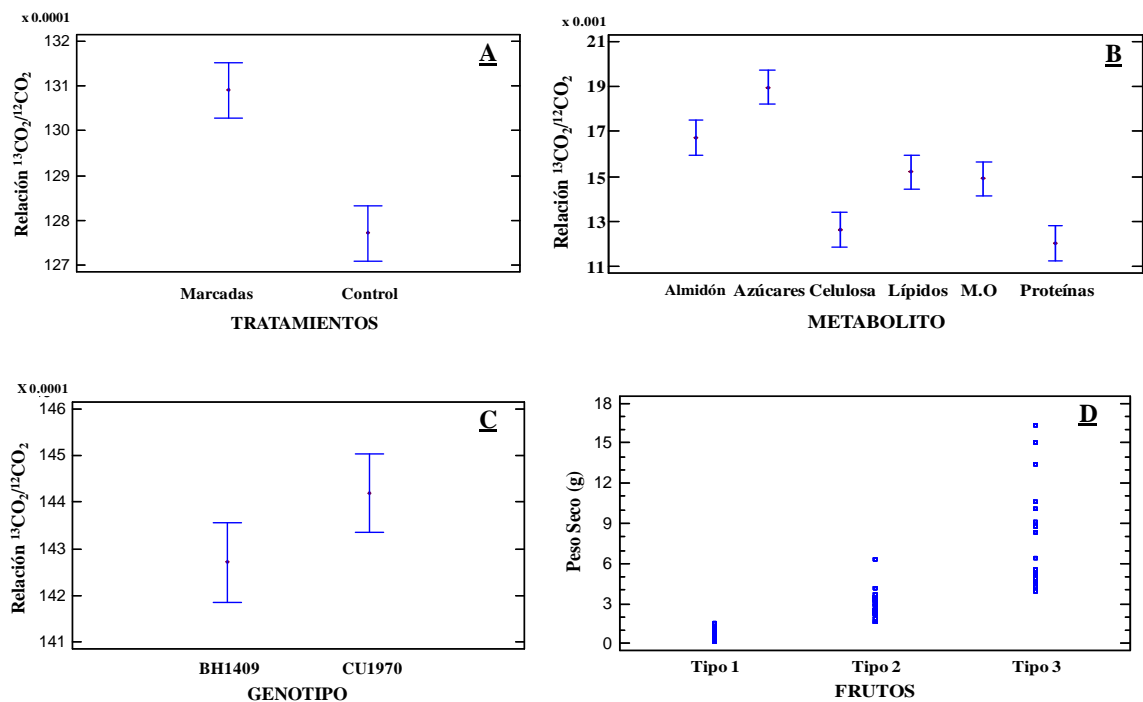 x 0.0001
132
131
130
129
128
127
Relación ¹³CO₂/¹²CO₂
A
Marcadas Control
TRATAMIENTOS
x 0.001
21
19
17
15
13
11
Relación ¹³CO₂/¹²CO₂
B
Almidón Azúcares Celulosa Lípidos M.O Proteínas
METABOLITO
X 0.0001
146
145
144
143
142
141
Relación ¹³CO₂/¹²CO₂
C
BH1409 CU1970
GENOTIPO
18
15
12
9
6
3
0
Peso Seco (g)
D
Tipo 1 Tipo 2 Tipo 3
FRUTOS